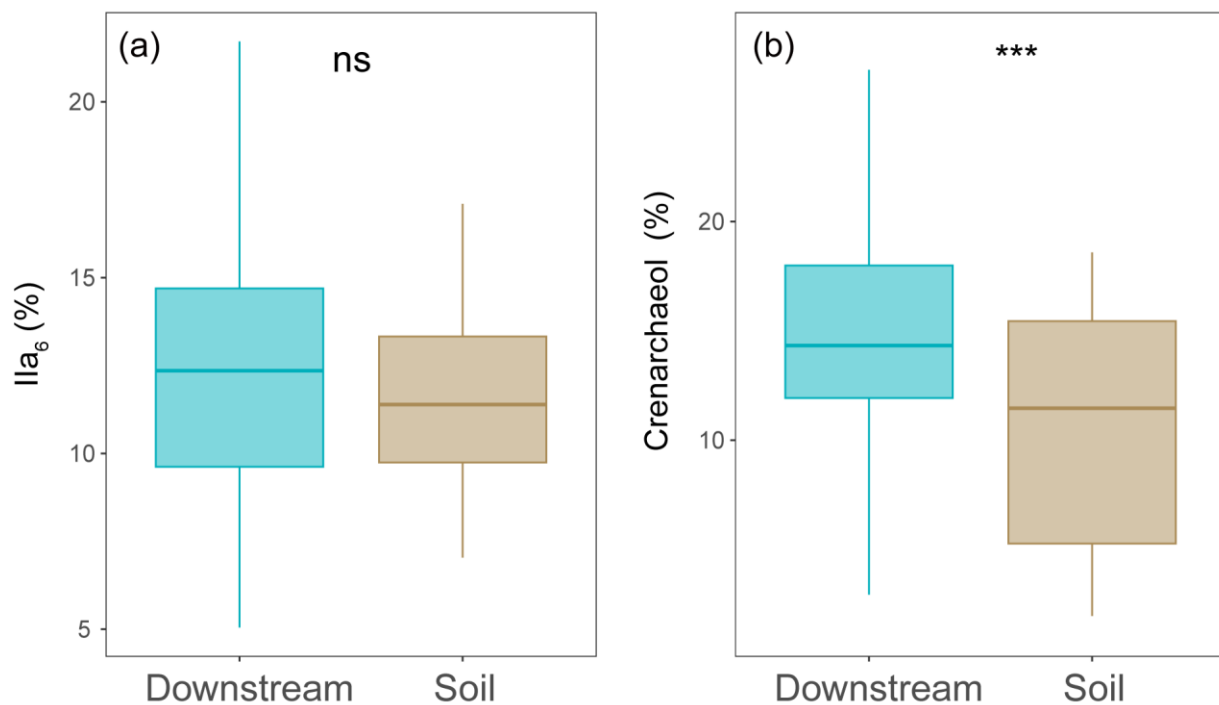 (a)
ns
20
15
10
5
IIa₆ (%)
Downstream
Soil
(b)
***
20
10
Crenarchaeol (%)
Downstream
Soil